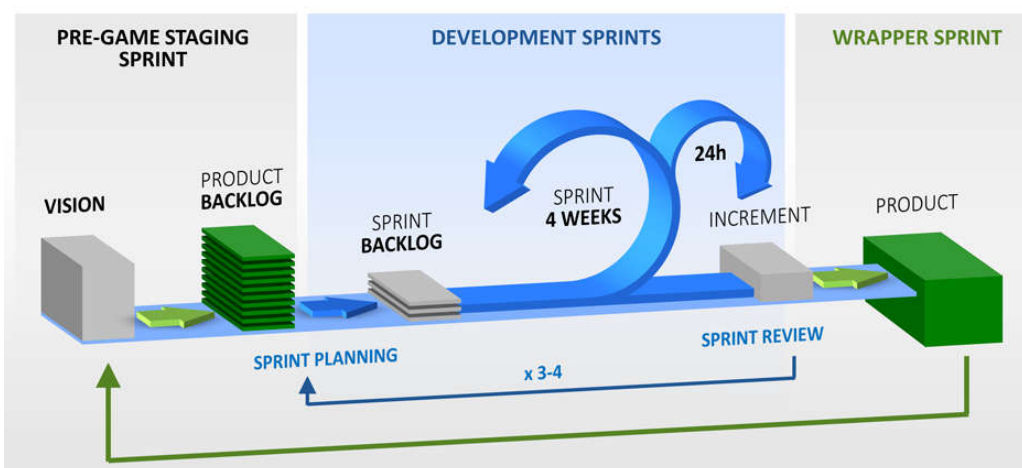 PRE-GAME STAGING
SPRINT
DEVELOPMENT SPRINTS
WRAPPER SPRINT
VISION
PRODUCT
BACKLOG
SPRINT
BACKLOG
SPRINT
4 WEEKS
24h
INCREMENT
PRODUCT
SPRINT PLANNING
SPRINT REVIEW
x 3-4